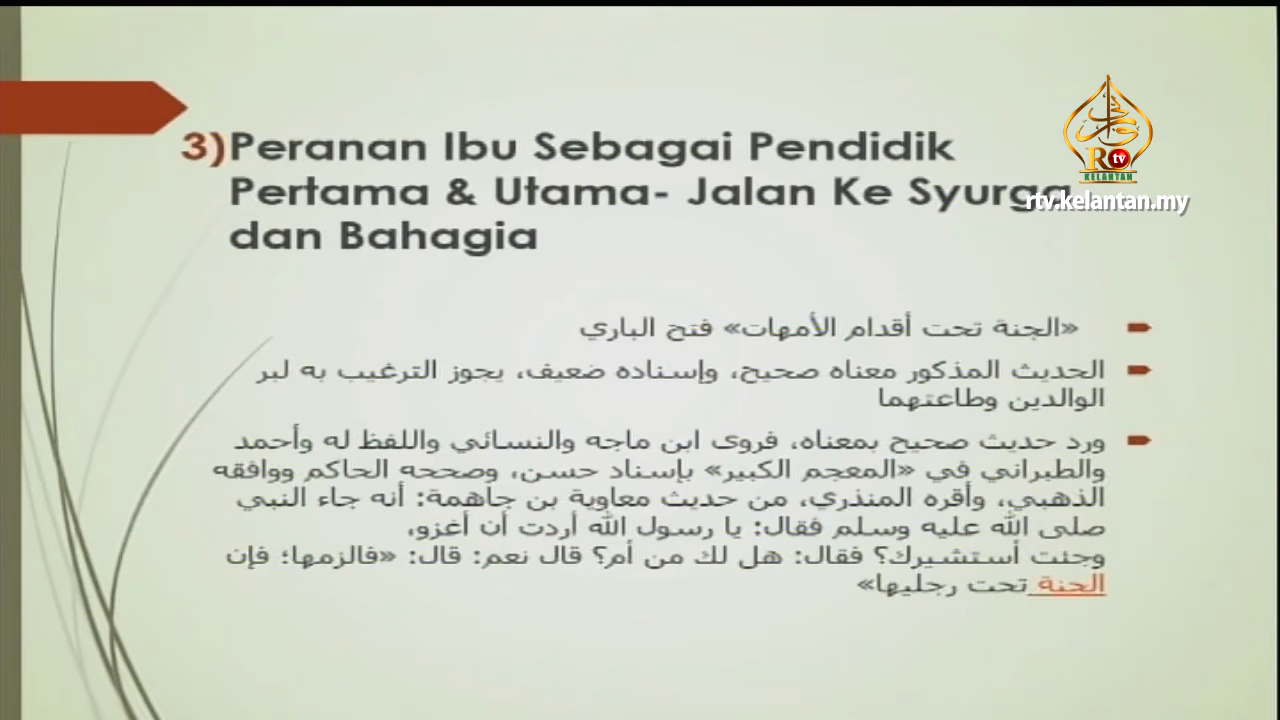 3)Peranan Ibu Sebagai Pendidik
Pertama & Utama- Jalan Ke Syurga
dan Bahagia
R tv
KELANTAN
rtv.kelantan.my
«الجنة تحت أقدام الأمهات» فتح الباري
الحديث المذكور معناه صحيح، وإسناده ضعيف، يجوز الترغيب به لبر
الوالدين وطاعتهما
ورد حديث صحيح بمعناه، فروى ابن ماجه والنسائي واللفظ له وأحمد
والطبراني في «المعجم الكبير» بإسناد حسن، وصححه الحاكم ووافقه
الذهبي، وأقره المنذري، من حديث معاوية بن جاهمة: أنه جاء النبي
صلى الله عليه وسلم فقال: يا رسول الله أردت أن أغزو،
وجئت أستشيرك؟ فقال: هل لك من أم؟ قال نعم: قال: «فالزمها؛ فإن
الجنة تحت رجليها»